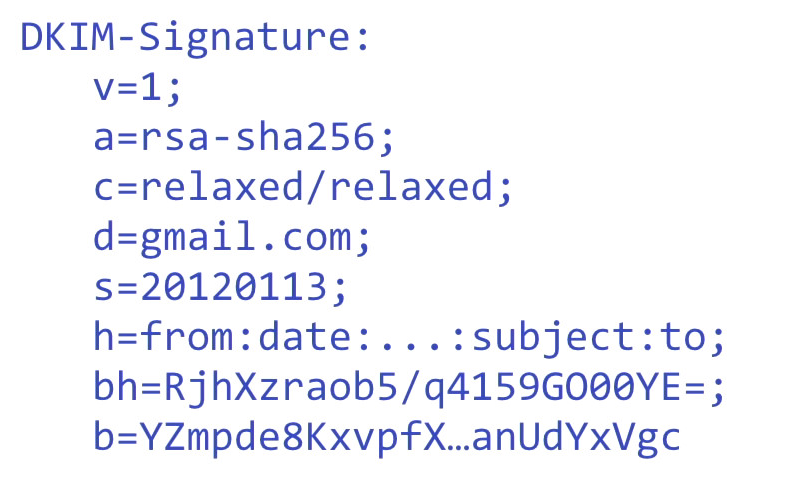 DKIM-Signature:
v=1;
a=rsa-sha256;
c=relaxed/relaxed;
d=gmail.com;
s=20120113;
h=from:date:...:subject:to;
bh=RjhXzraob5/q4159GO00YE=;
b=YZmpde8KxvpfX…anUdYxVgc